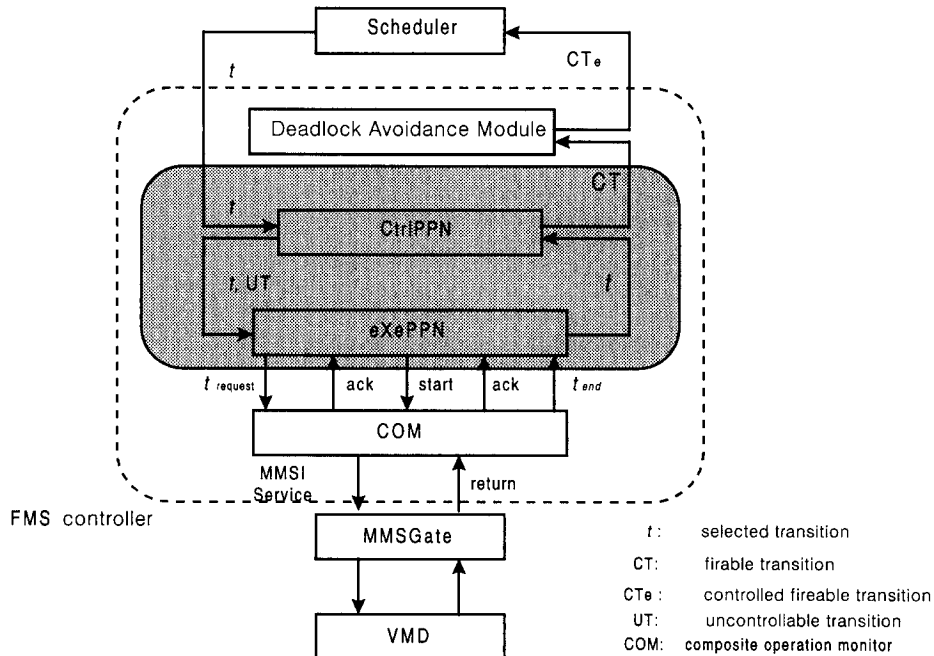 Scheduler
t
CTe
Deadlock Avoidance Module
CT
t
CtrlPPN
t, UT
t
eXePPN
t request
ack
start
ack
t end
COM
MMSI
Service
return
FMS controller
MMSGate
VMD
t : selected transition
CT: firable transition
CTe : controlled fireable transition
UT: uncontrollable transition
COM: composite operation monitor